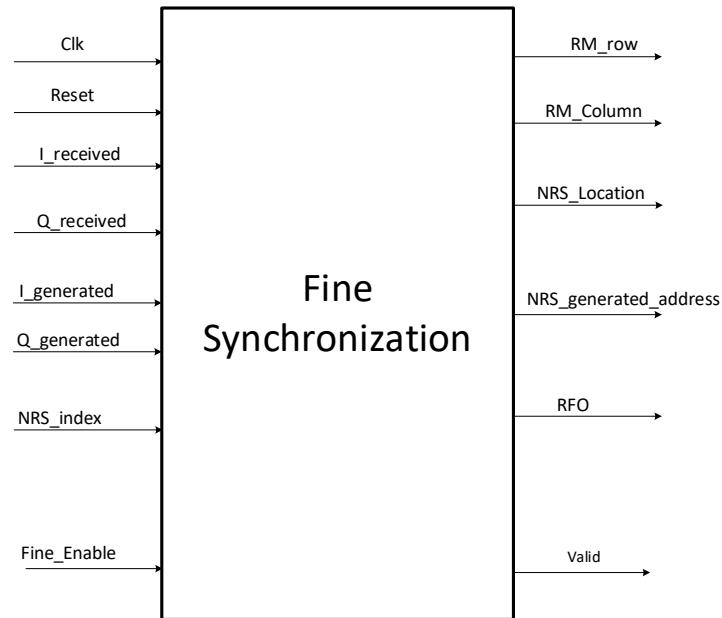 Clk
Reset
I_received
Q_received
I_generated
Q_generated
NRS_index
Fine_Enable
Fine
Synchronization
RM_row
RM_Column
NRS_Location
NRS_generated_address
RFO
Valid